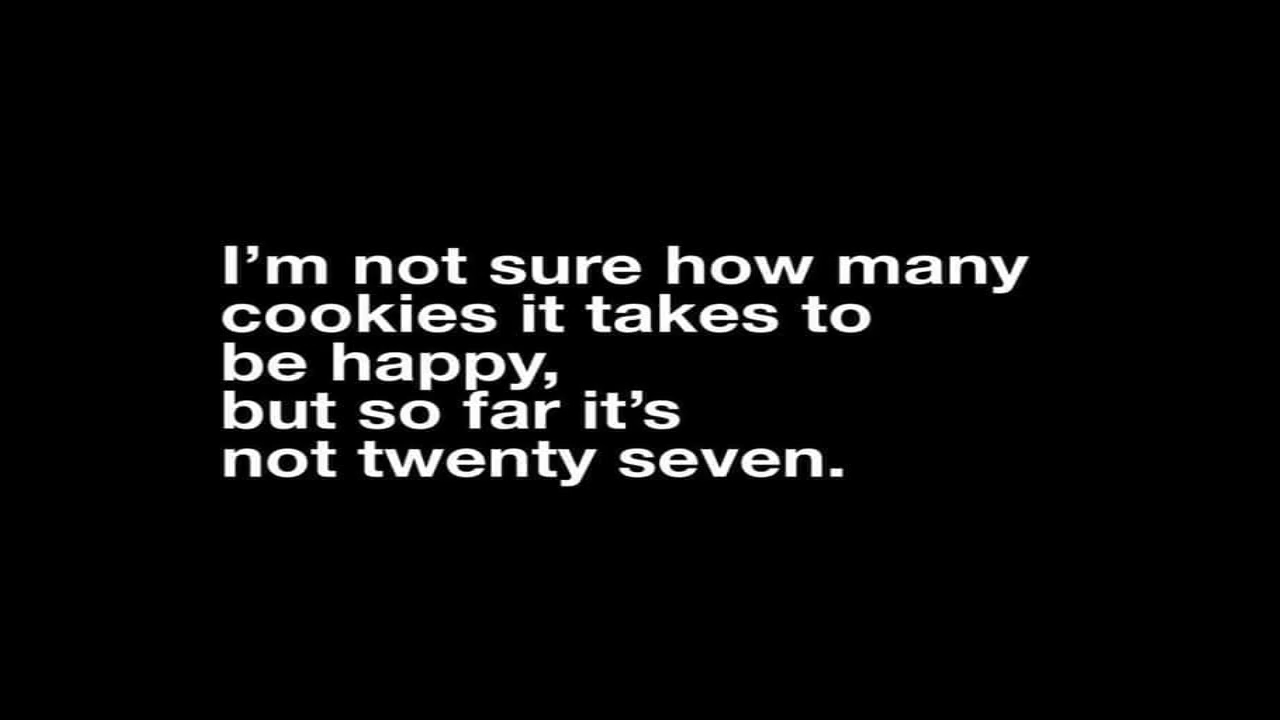 I’m not sure how many
cookies it takes to
be happy,
but so far it’s
not twenty seven.